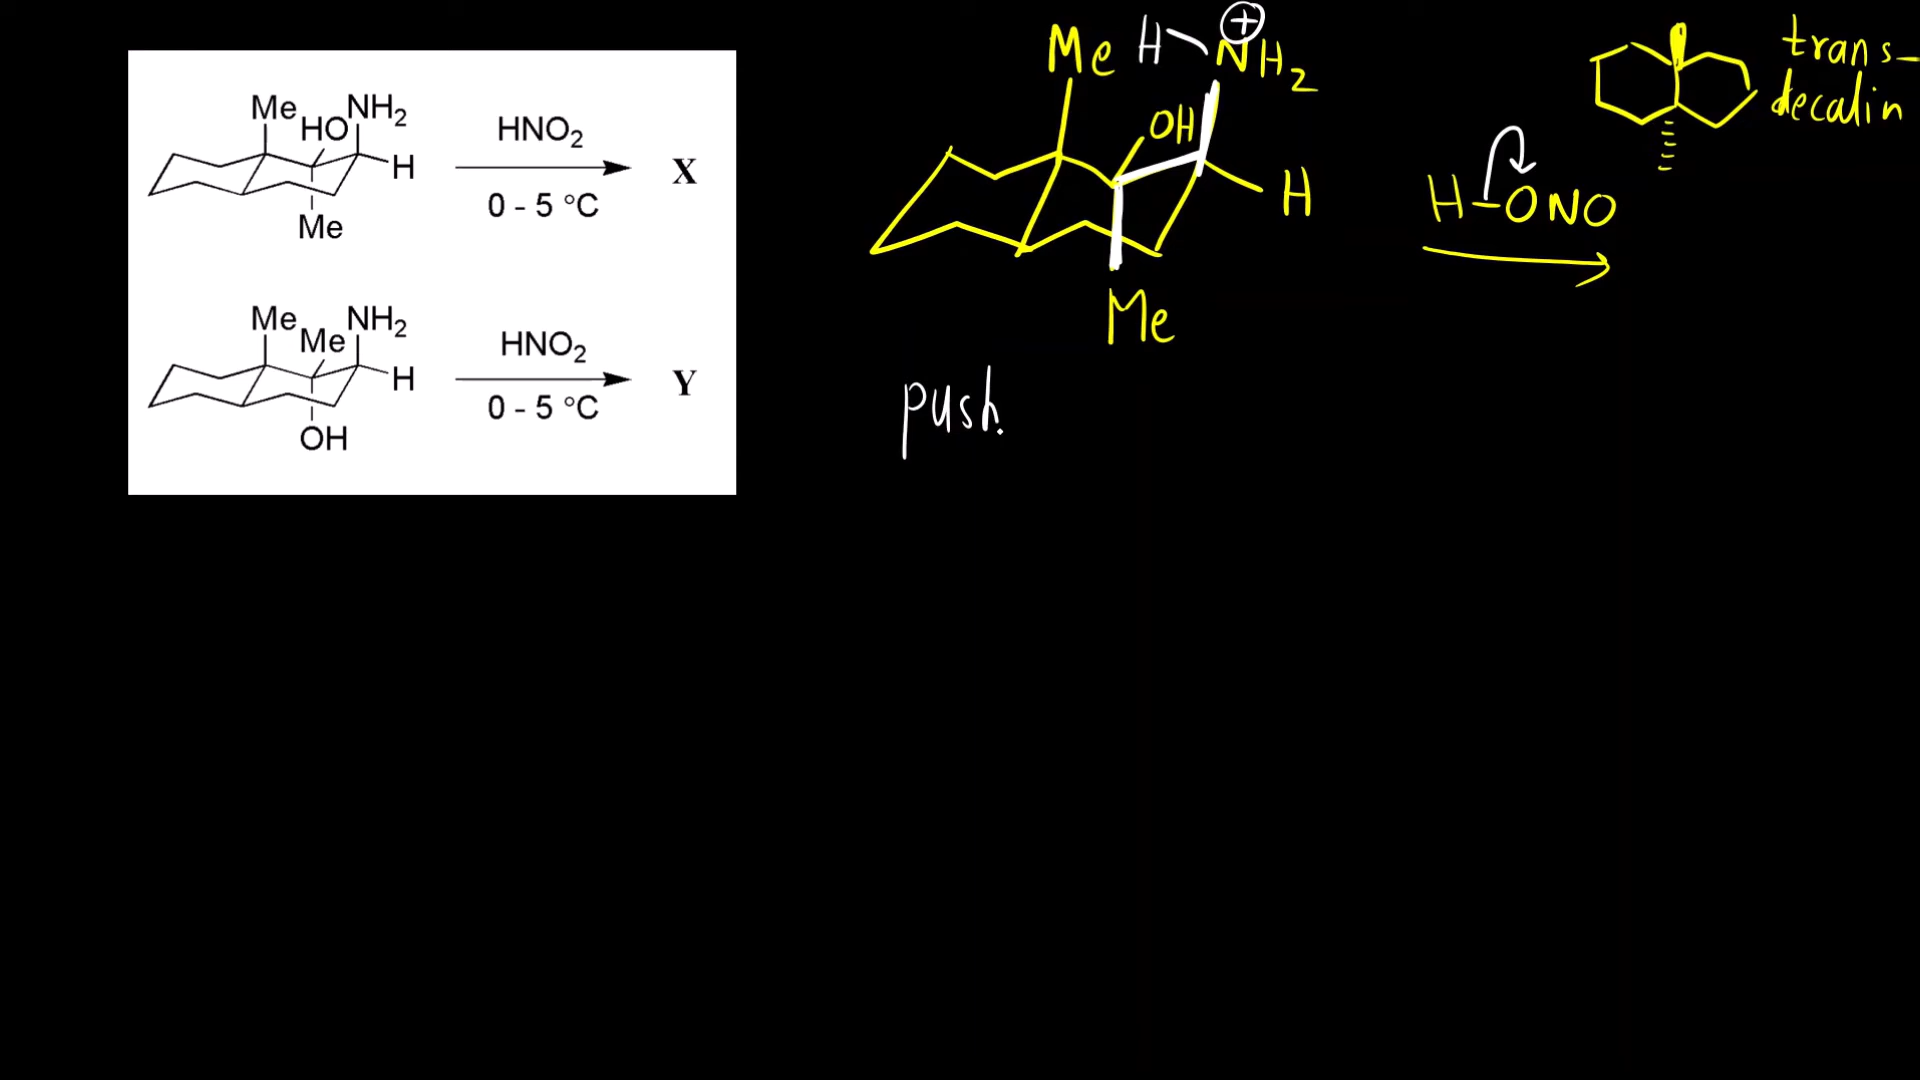 Me
HO
NH2
H
Me
HNO2
0 - 5 °C
X
Me
Me
NH2
H
OH
HNO2
0 - 5 °C
Y
Me
H
+
NH2
OH
H
Me
H-ONO
trans-
decalin
push.